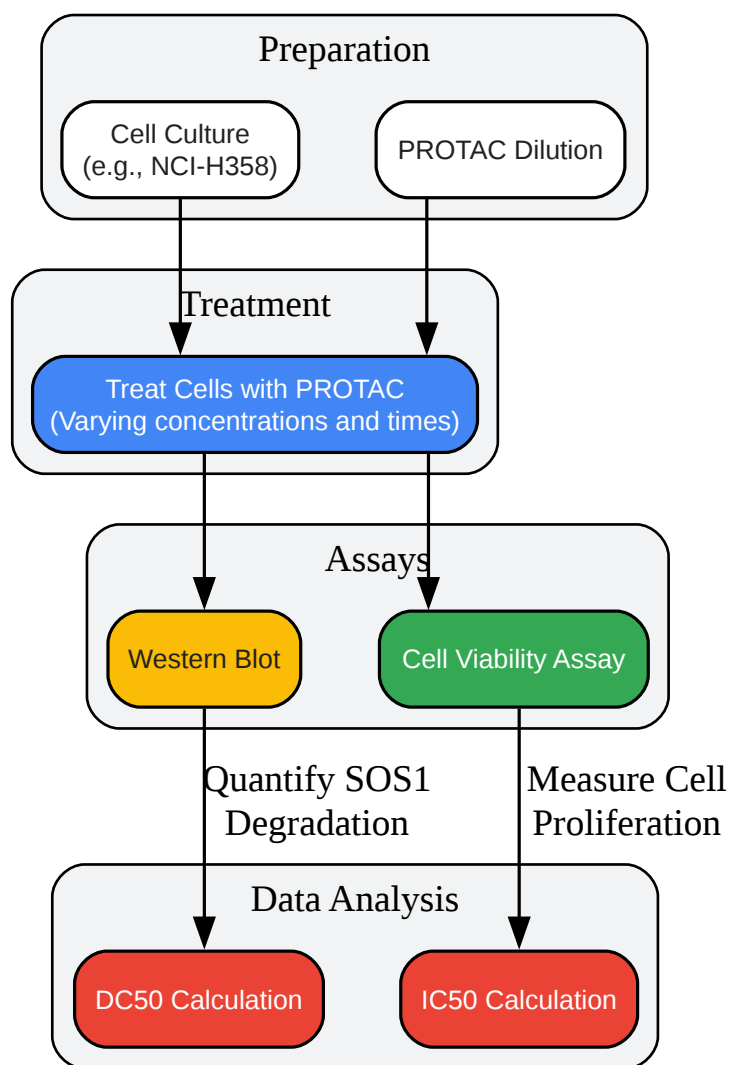 Preparation
Cell Culture
(e.g., NCI-H358)
PROTAC Dilution
Treatment
Treat Cells with PROTAC
(Varying concentrations and times)
Assays
Western Blot
Cell Viability Assay
Quantify SOS1
Degradation
Measure Cell
Proliferation
Data Analysis
DC50 Calculation
IC50 Calculation